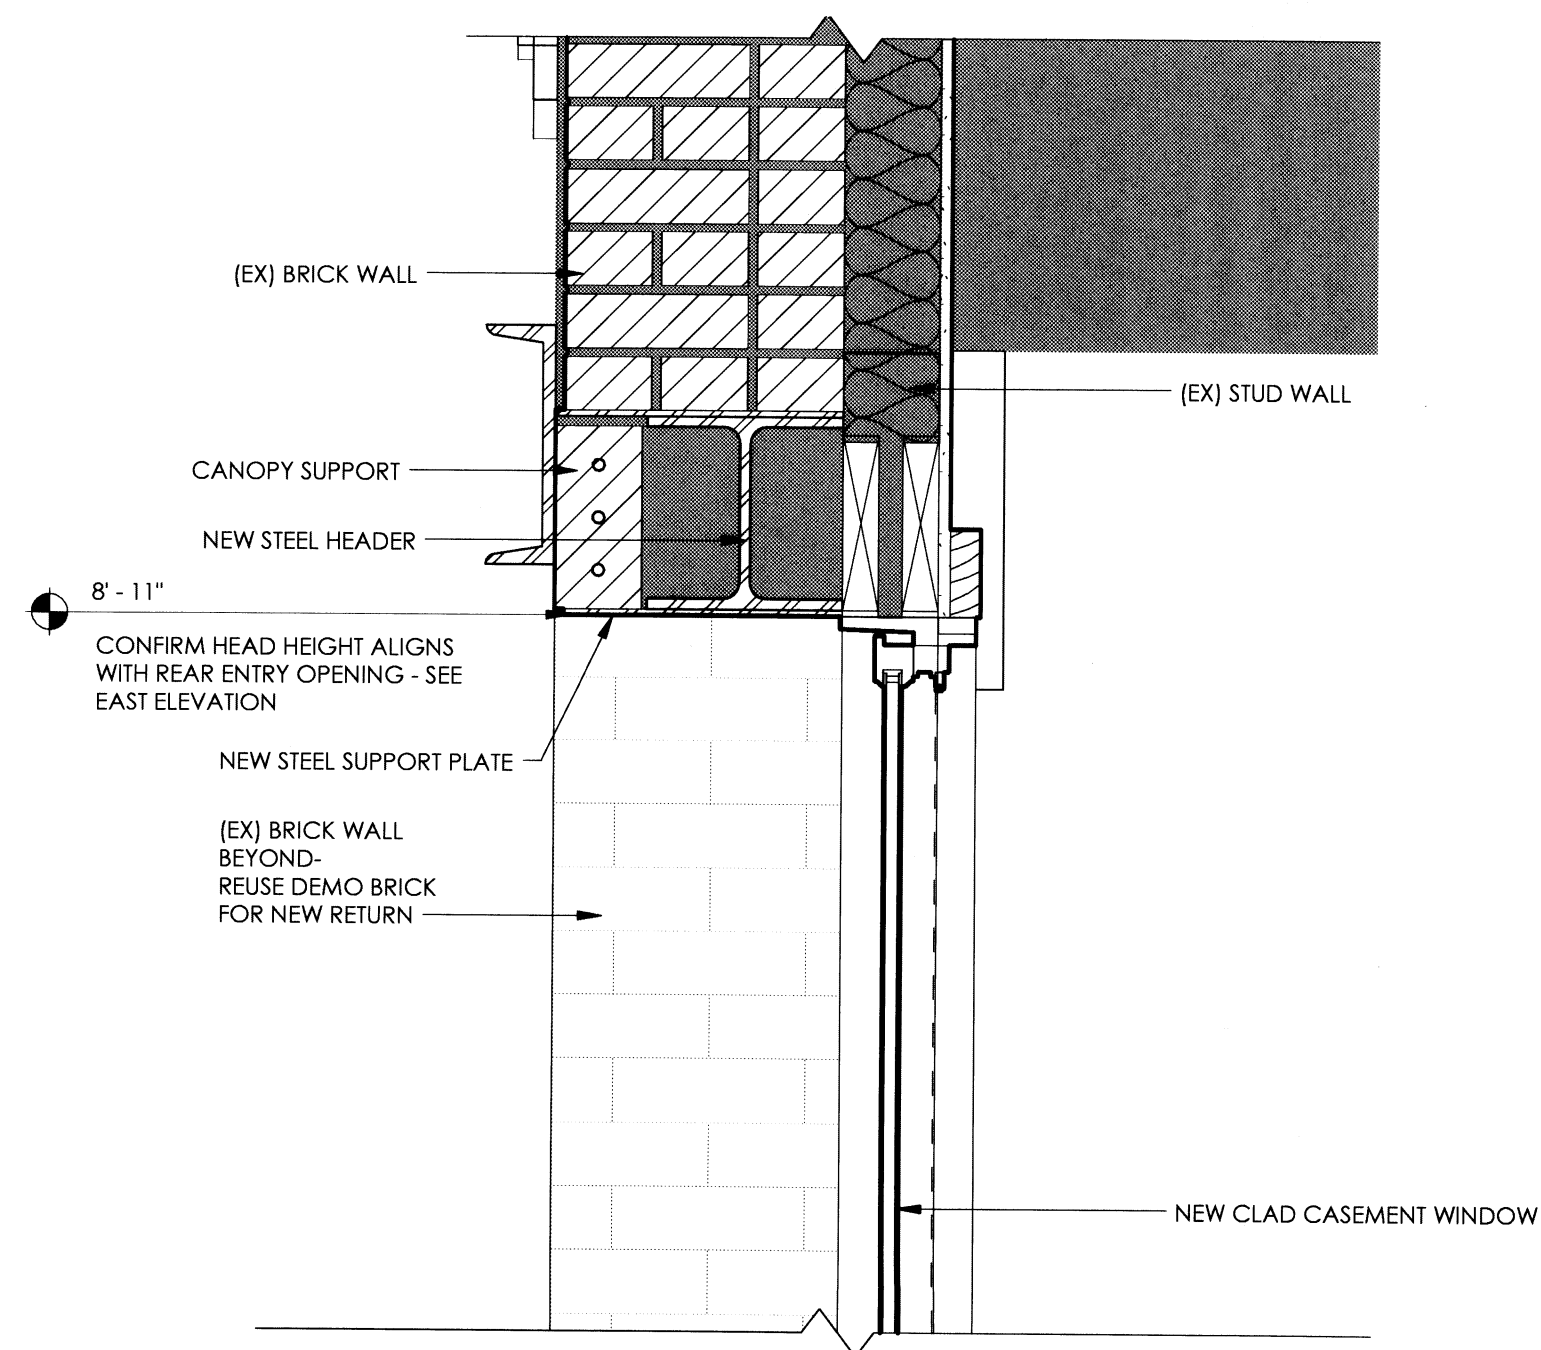 (EX) BRICK WALL
(EX) STUD WALL
CANOPY SUPPORT
NEW STEEL HEADER
8' - 11"
CONFIRM HEAD HEIGHT ALIGNS
WITH REAR ENTRY OPENING - SEE
EAST ELEVATION
NEW STEEL SUPPORT PLATE
(EX) BRICK WALL
BEYOND-
REUSE DEMO BRICK
FOR NEW RETURN
NEW CLAD CASEMENT WINDOW